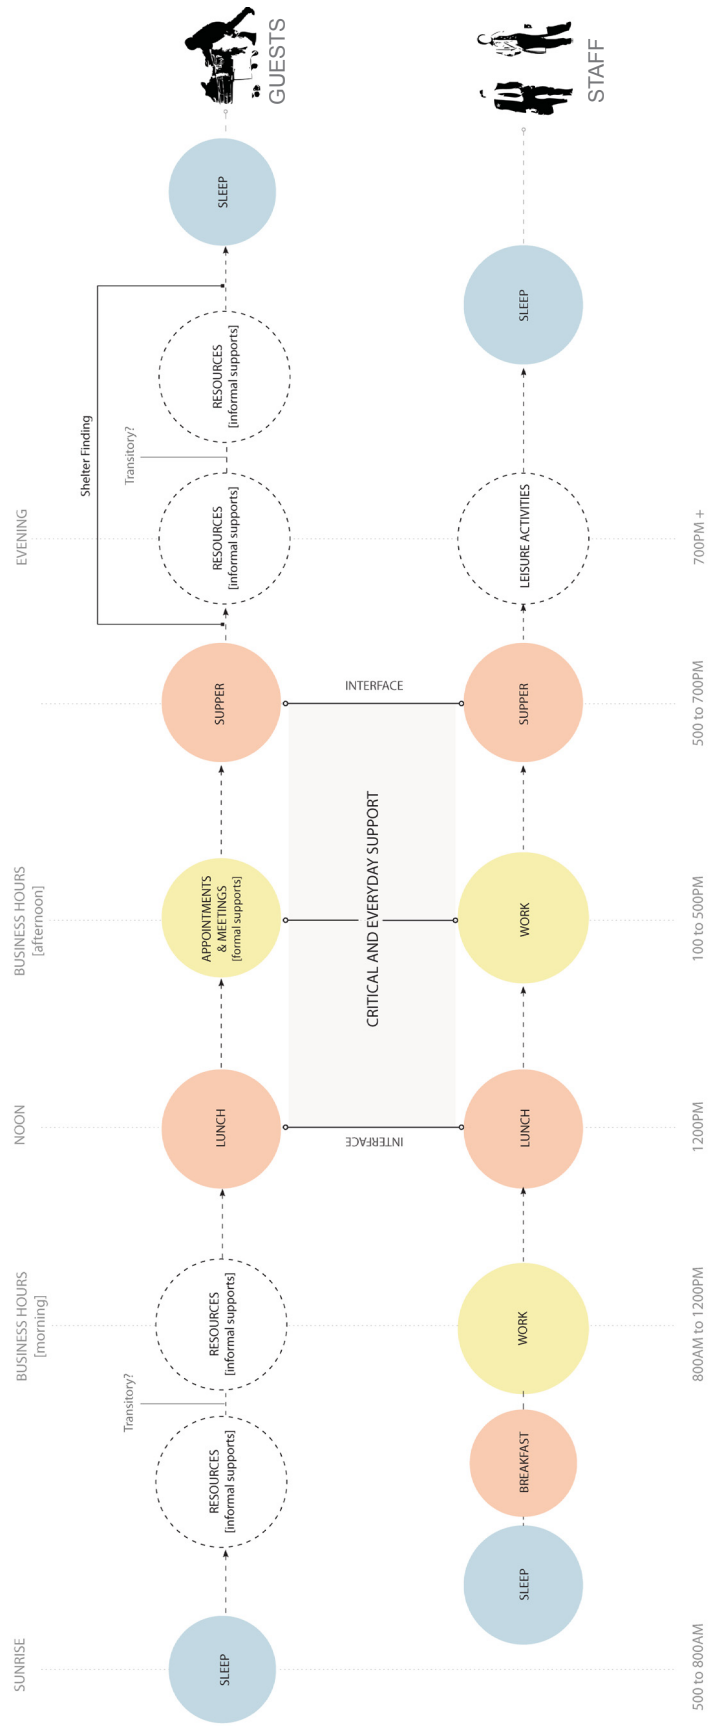 SUNRISE
BUSINESS HOURS
[morning]
NOON
BUSINESS HOURS
[afternoon]
EVENING
Shelter Finding
Transitory?
Transitory?
SLEEP
RESOURCES
[informal supports]
RESOURCES
[informal supports]
LUNCH
APPOINTMENTS
& MEETINGS
[formal supports]
SUPPER
RESOURCES
[informal supports]
RESOURCES
[informal supports]
SLEEP
GUESTS
INTERFACE
CRITICAL AND EVERYDAY SUPPORT
INTERFACE
SLEEP
BREAKFAST
WORK
LUNCH
WORK
SUPPER
LEISURE ACTIVITIES
SLEEP
STAFF
500 to 800AM
800AM to 1200PM
1200PM
100 to 500PM
500 to 700PM
700PM +